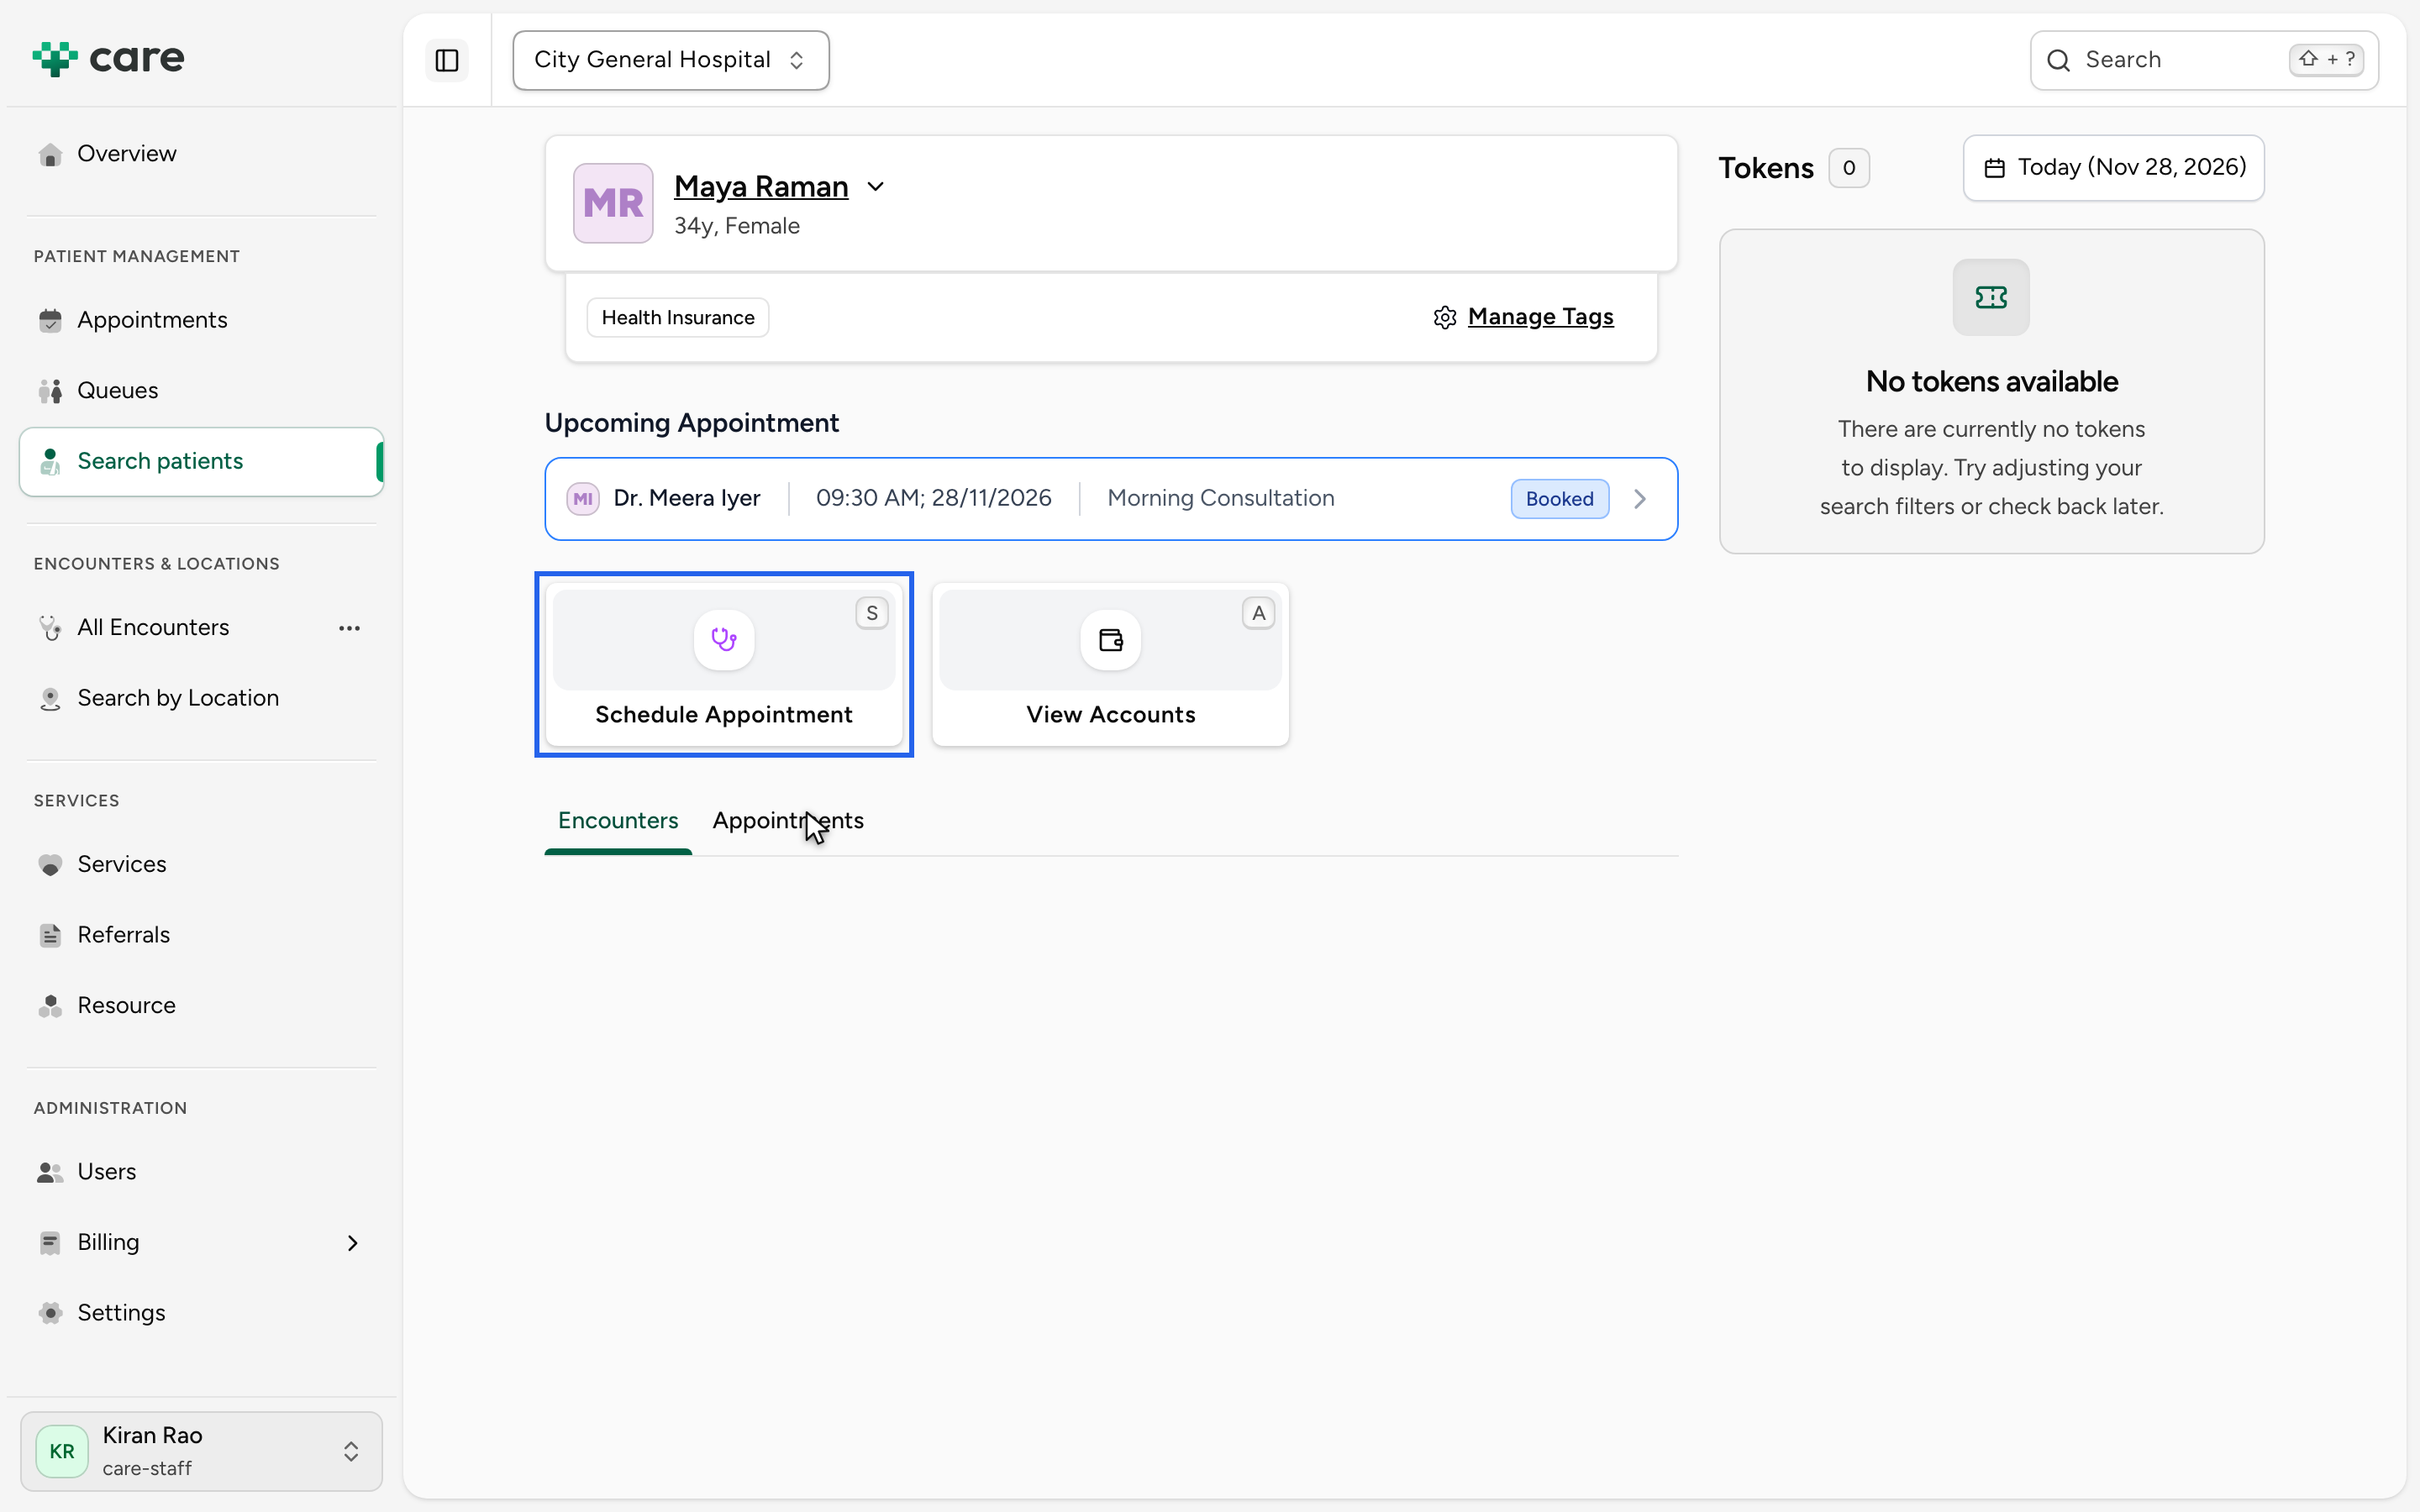 care
Overview
PATIENT MANAGEMENT
Appointments
Queues
Search patients
ENCOUNTERS & LOCATIONS
All Encounters
Search by Location
SERVICES
Services
Referrals
Resource
ADMINISTRATION
Users
Billing
Settings
KR
Kiran Rao
care-staff
City General Hospital
Search
+ ?
MR
Maya Raman
34y, Female
Health Insurance
Manage Tags
Upcoming Appointment
MI Dr. Meera Iyer 09:30 AM; 28/11/2026 Morning Consultation Booked
S
Schedule Appointment
A
View Accounts
Encounters Appointments
Tokens 0
Today (Nov 28, 2026)
No tokens available
There are currently no tokens
to display. Try adjusting your
search filters or check back later.